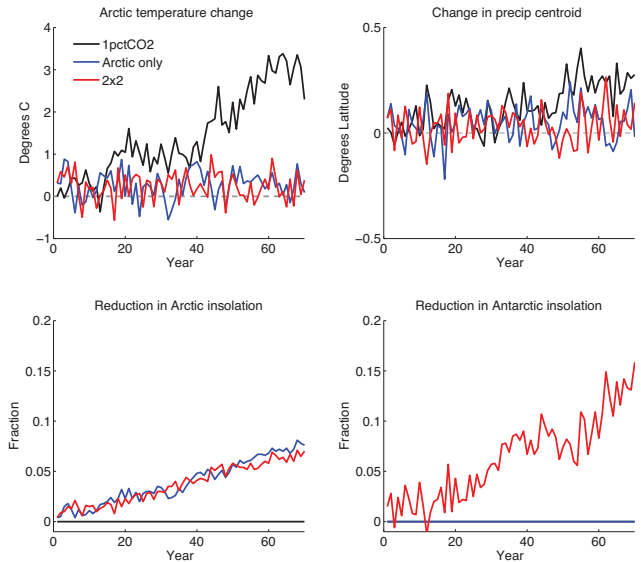 Arctic temperature change
4
3
2
1
0
−1
0
20
40
60
Degrees C
Year
1pctCO2
Arctic only
2x2
Change in precip centroid
0.5
0
−0.5
0
20
40
60
Degrees Latitude
Year
Reduction in Arctic insolation
0.2
0.15
0.1
0.05
0
0
20
40
60
Fraction
Year
Reduction in Antarctic insolation
0.2
0.15
0.1
0.05
0
0
20
40
60
Fraction
Year